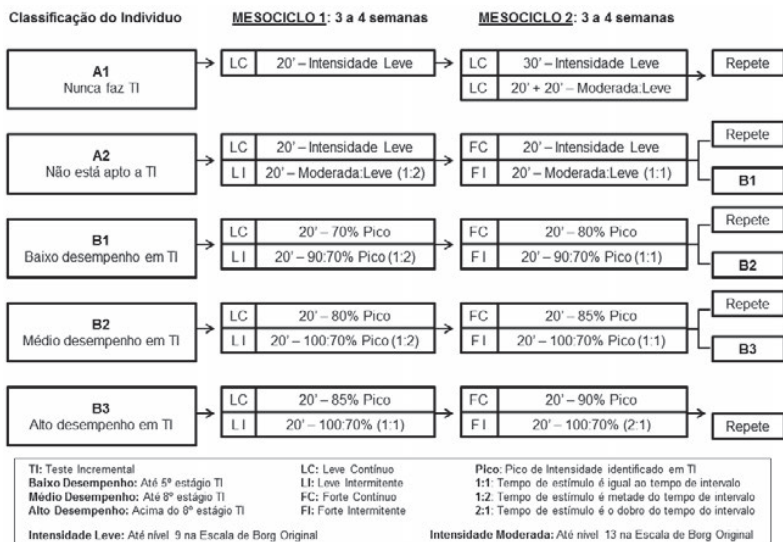 Classificação do Individuo MESOCICLO 1: 3 a 4 semanas MESOCICLO 2: 3 a 4 semanas
A1
Nunca faz TI
LC 20' – Intensidade Leve
LC 30' – Intensidade Leve
LC 20' + 20' – Moderada:Leve
Repete
A2
Não está apto a TI
LC 20' – Intensidade Leve
LI 20' – Moderada:Leve (1:2)
FC 20' – Intensidade Leve
FI 20' – Moderada:Leve (1:1)
Repete
B1
B1
Baixo desempenho em TI
LC 20' – 70% Pico
LI 20' – 90:70% Pico (1:2)
FC 20' – 80% Pico
FI 20' – 90:70% Pico (1:1)
Repete
B2
B2
Médio desempenho em TI
LC 20' – 80% Pico
LI 20' – 100:70% Pico (1:2)
FC 20' – 85% Pico
FI 20' – 100:70% Pico (1:1)
Repete
B3
B3
Alto desempenho em TI
LC 20' – 85% Pico
LI 20' – 100:70% (1:1)
FC 20' – 90% Pico
FI 20' – 100:70% (2:1)
Repete
TI: Teste Incremental
Baixo Desempenho: Até 5º estágio TI
Médio Desempenho: Até 8º estágio TI
Alto Desempenho: Acima do 8º estágio TI
LC: Leve Contínuo
LI: Leve Intermitente
FC: Forte Contínuo
FI: Forte Intermitente
Pico: Pico de Intensidade identificado em TI
1:1: Tempo de estímulo é igual ao tempo de intervalo
1:2: Tempo de estímulo é metade do tempo de intervalo
2:1: Tempo de estímulo é o dobro do tempo de intervalo
Intensidade Leve: Até nível 9 na Escala de Borg Original
Intensidade Moderada: Até nível 13 na Escala de Borg Original